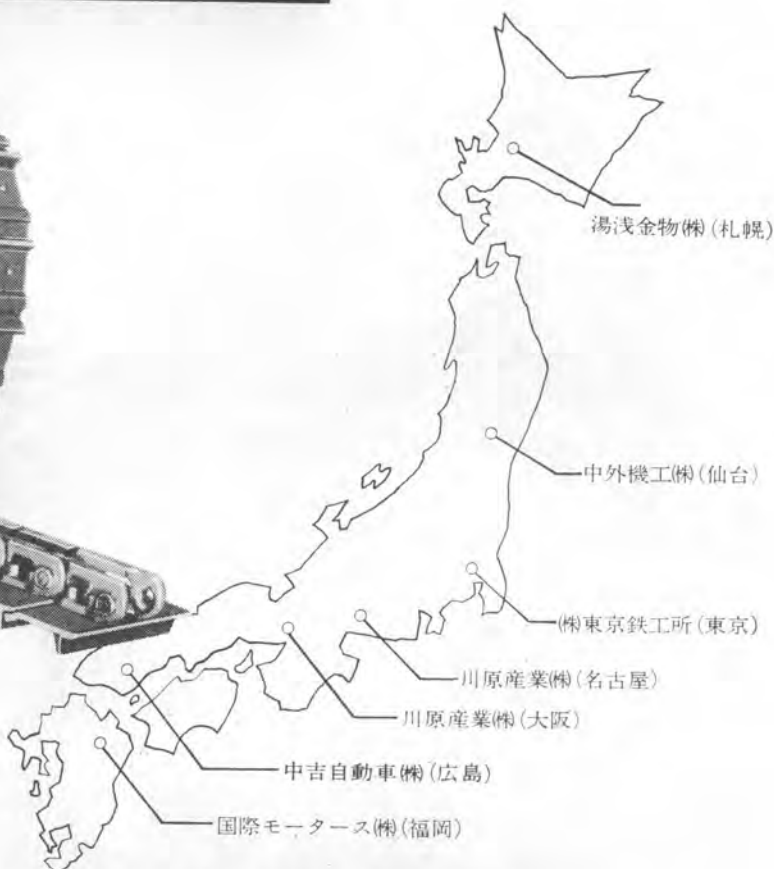 湯浅金物㈱(札幌)
中外機工㈱(仙台)
㈱東京鉄工所(東京)
川原産業㈱(名古屋)
川原産業㈱(大阪)
中吉自動車㈱(広島)
国際モータース㈱(福岡)